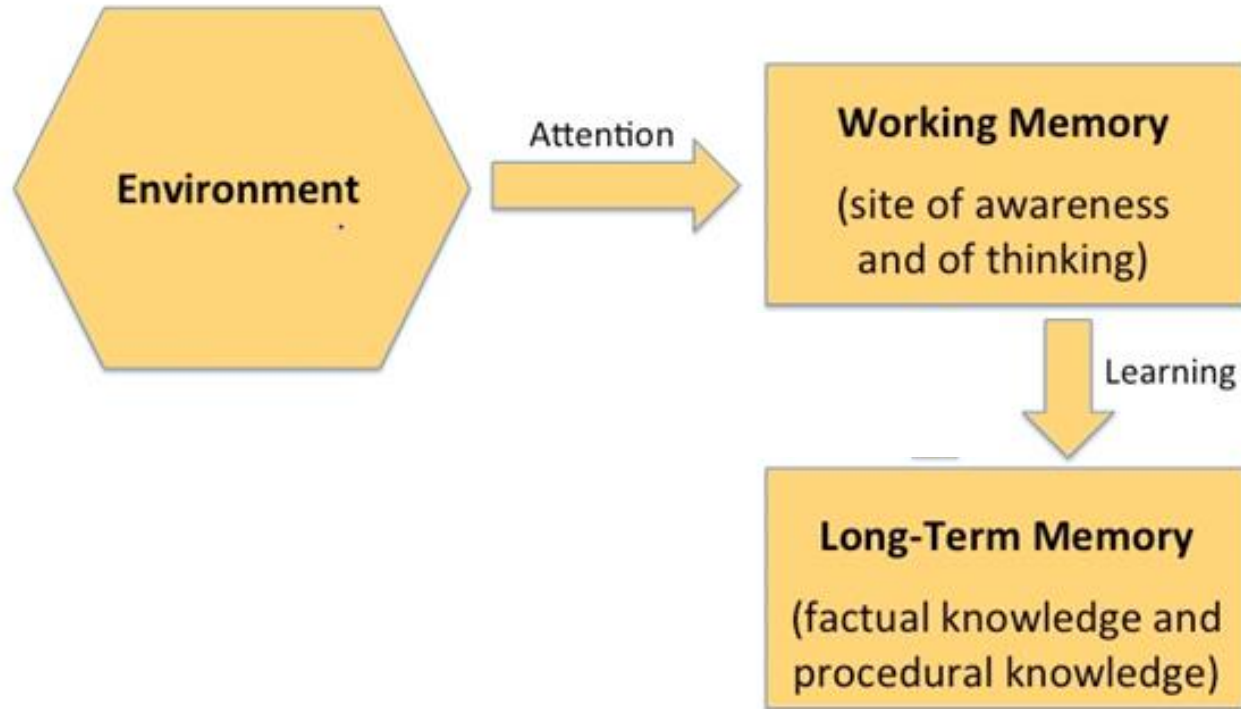 Environment
Attention
Working Memory
(site of awareness
and of thinking)
Learning
Long-Term Memory
(factual knowledge and
procedural knowledge)